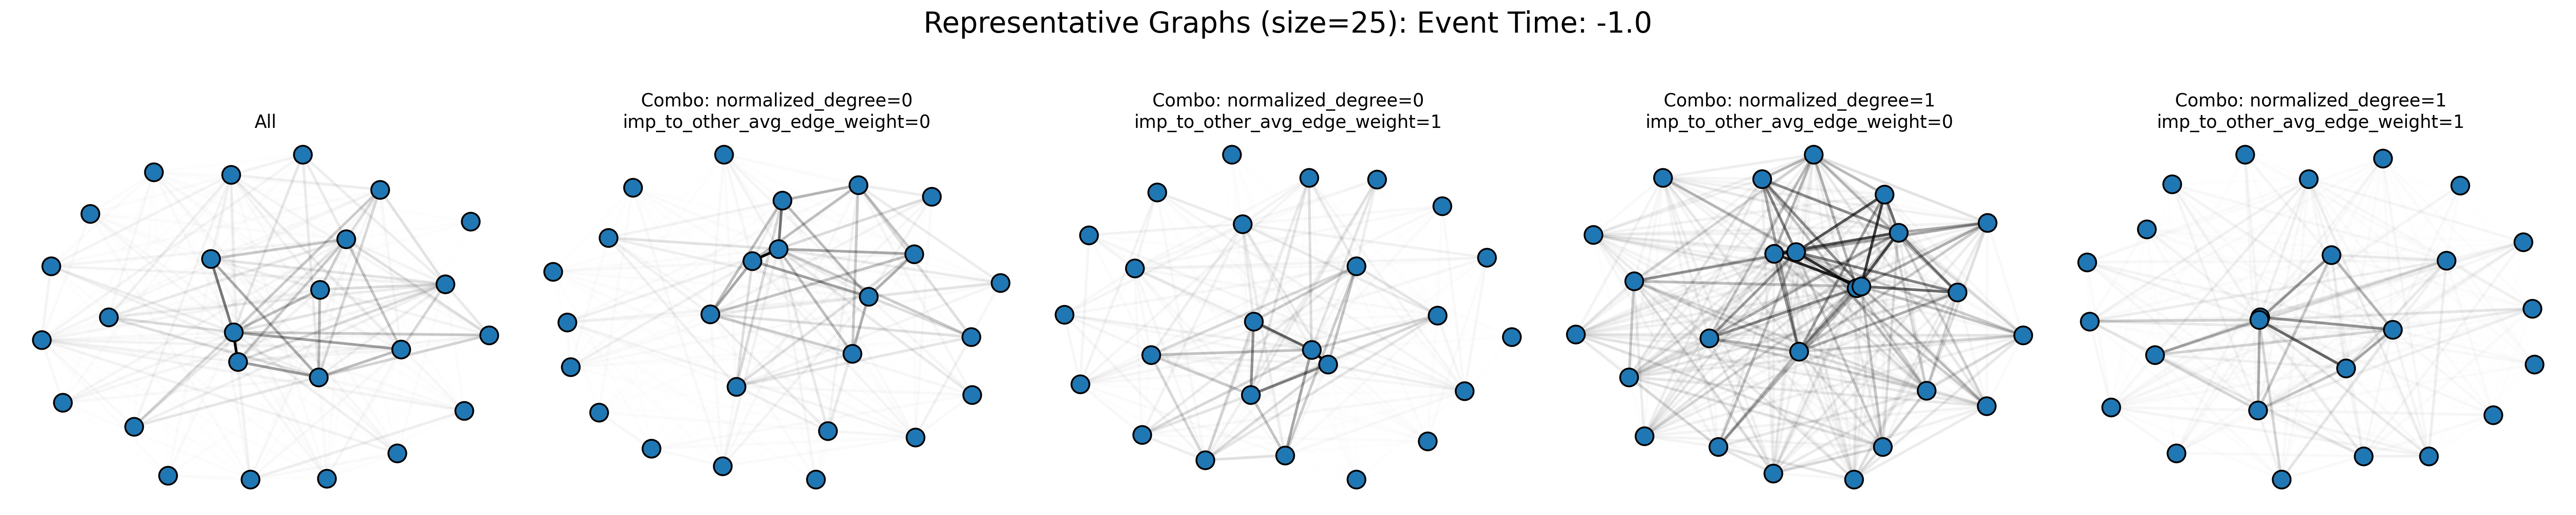 Representative Graphs (size=25): Event Time: -1.0
All
Combo: normalized_degree=0
imp_to_other_avg_edge_weight=0
Combo: normalized_degree=0
imp_to_other_avg_edge_weight=1
Combo: normalized_degree=1
imp_to_other_avg_edge_weight=0
Combo: normalized_degree=1
imp_to_other_avg_edge_weight=1